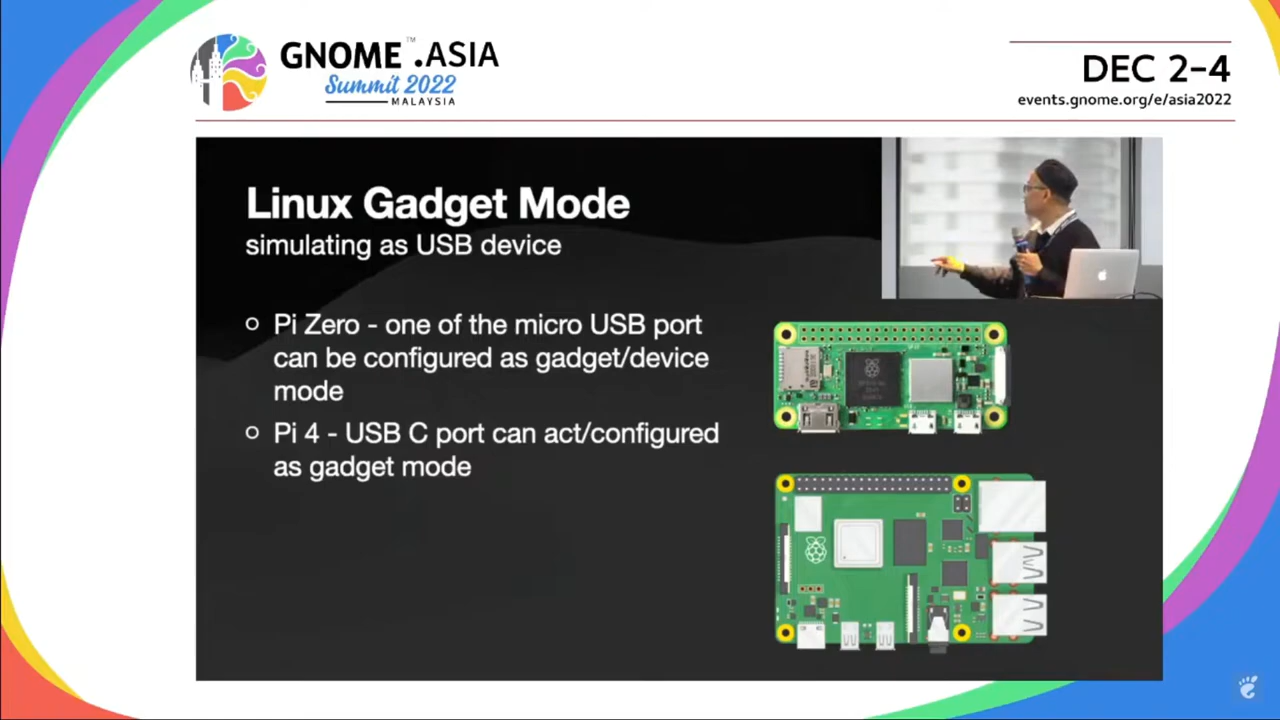 GNOME™.ASIA
Summit 2022
MALAYSIA
DEC 2-4
events.gnome.org/e/asia2022
Linux Gadget Mode
simulating as USB device
Pi Zero - one of the micro USB port
can be configured as gadget/device
mode
Pi 4 - USB C port can act/configured
as gadget mode